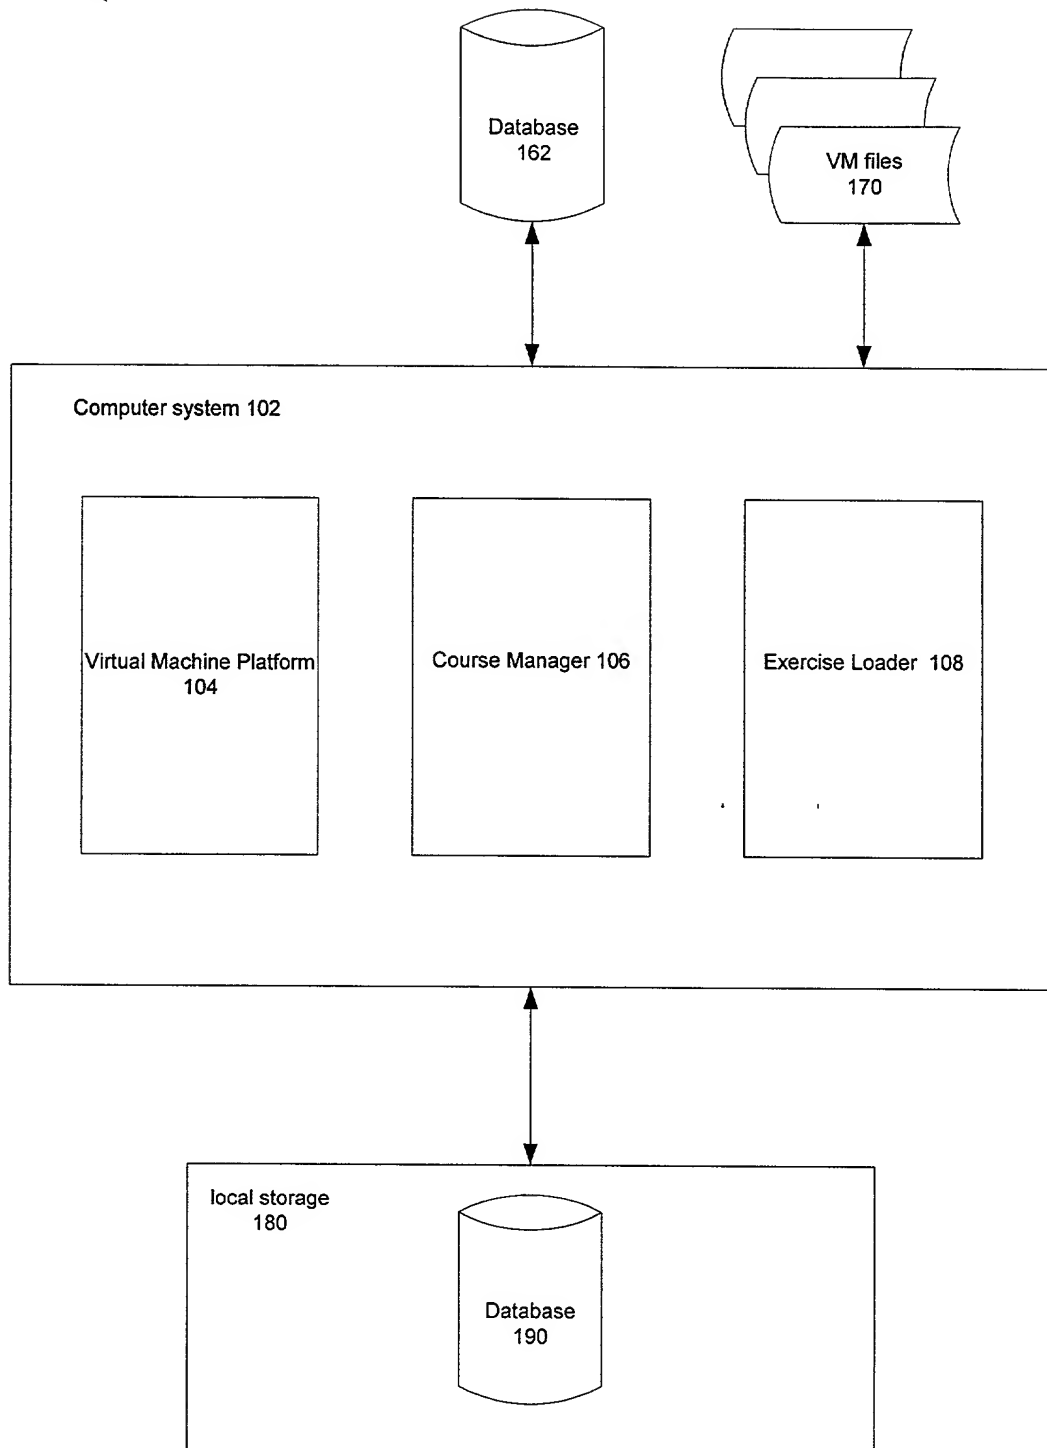 Database
162
VM files
170
Computer system 102
Virtual Machine Platform
104
Course Manager 106
Exercise Loader 108
local storage
180
Database
190